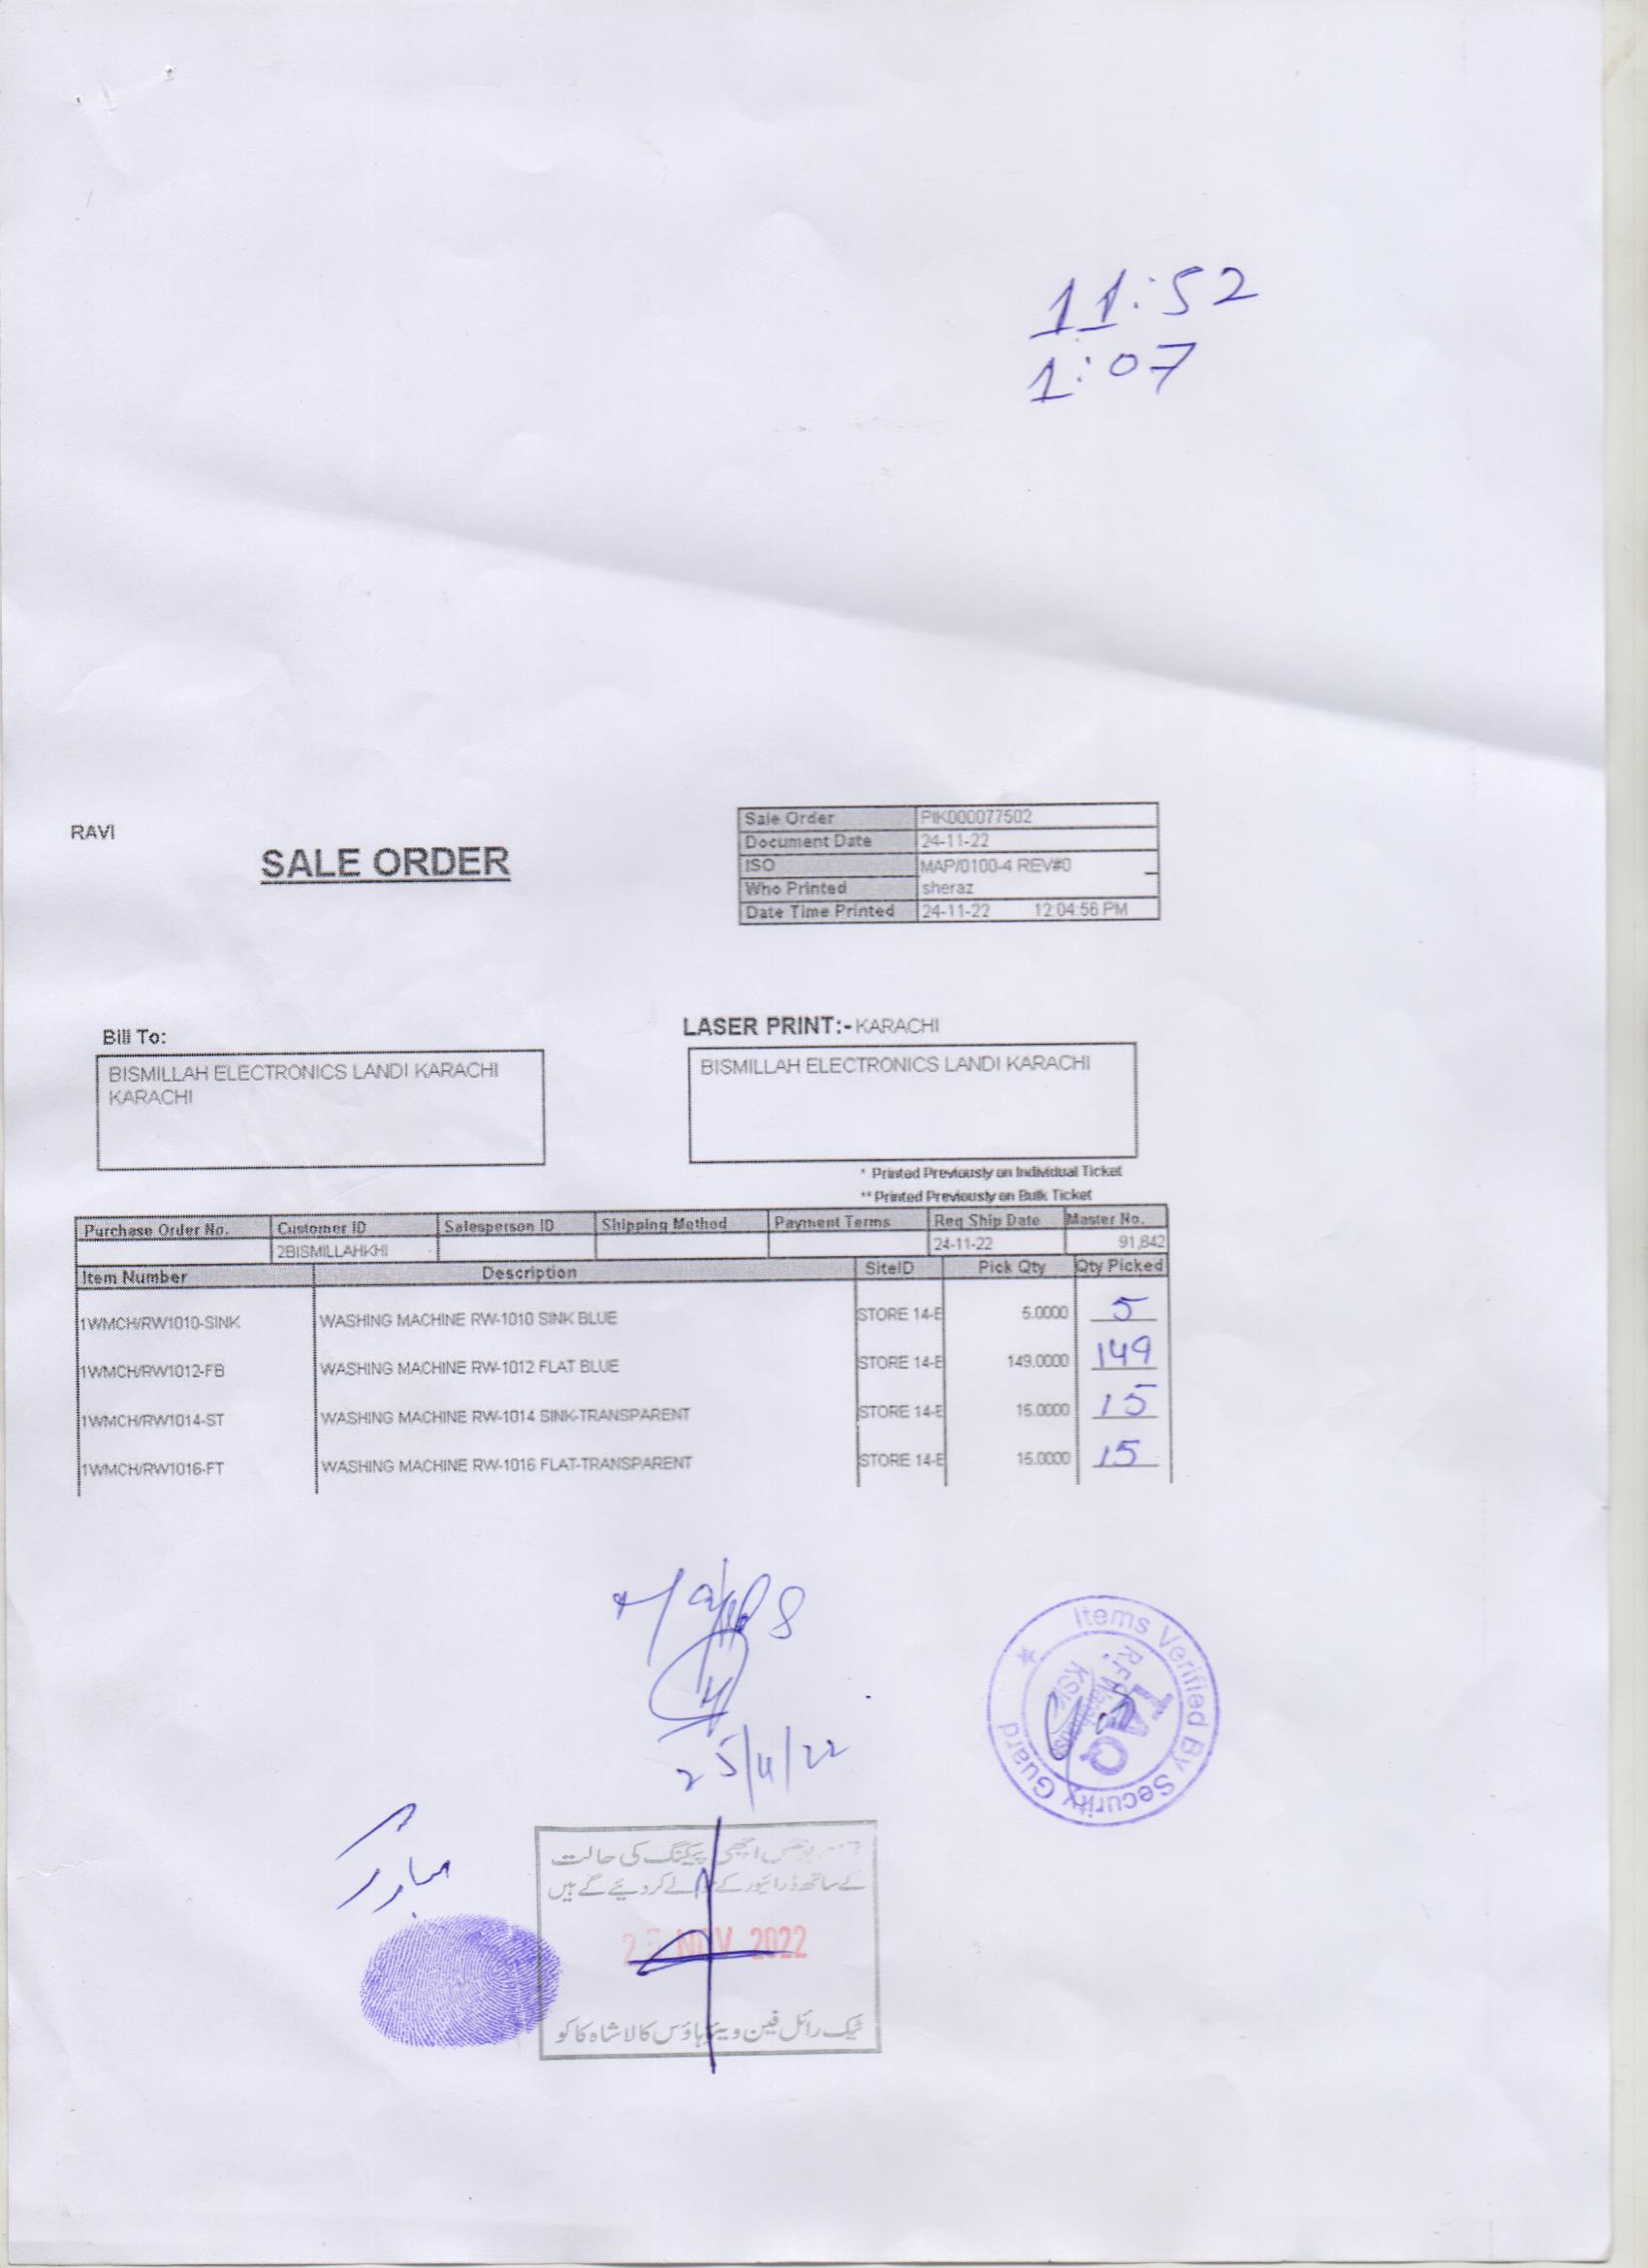 11:52
1:07
RAVI
SALE ORDER
Sale Order PIK000077502
Document Date 24-11-22
ISO MAP/0100-4 REV#0
Who Printed sheraz
Date Time Printed 24-11-22 12:04:56 PM
Bill To:
BISMILLAH ELECTRONICS LANDI KARACHI
KARACHI
LASER PRINT:- KARACHI
BISMILLAH ELECTRONICS LANDI KARACHI
* Printed Previously on Individual Ticket
** Printed Previously on Bulk Ticket
Purchase Order No. Customer ID Salesperson ID Shipping Method Payment Terms Req Ship Date Master No.
2BISMILLAHKHI 24-11-22 91,842
Item Number Description SiteID Pick Qty Qty Picked
1WMCH/RW1010-SINK WASHING MACHINE RW-1010 SINK BLUE STORE 14-E 5.0000 5
1WMCH/RW1012-FB WASHING MACHINE RW-1012 FLAT BLUE STORE 14-E 149.0000 149
1WMCH/RW1014-ST WASHING MACHINE RW-1014 SINK-TRANSPARENT STORE 14-E 15.0000 15
1WMCH/RW1016-FT WASHING MACHINE RW-1016 FLAT-TRANSPARENT STORE 14-E 15.0000 15
25/11/22
Items Verified By Security Guard
TAQ
R.F Warehouse
KSK
مبارک
اچھی پیکنگ کی حالت
کے ساتھ ڈرائیور کے حوالے کر دیئے گے ہیں
25 NOV 2022
ٹیک رائل فین ویئر ہاؤس کالا شاہ کاکو